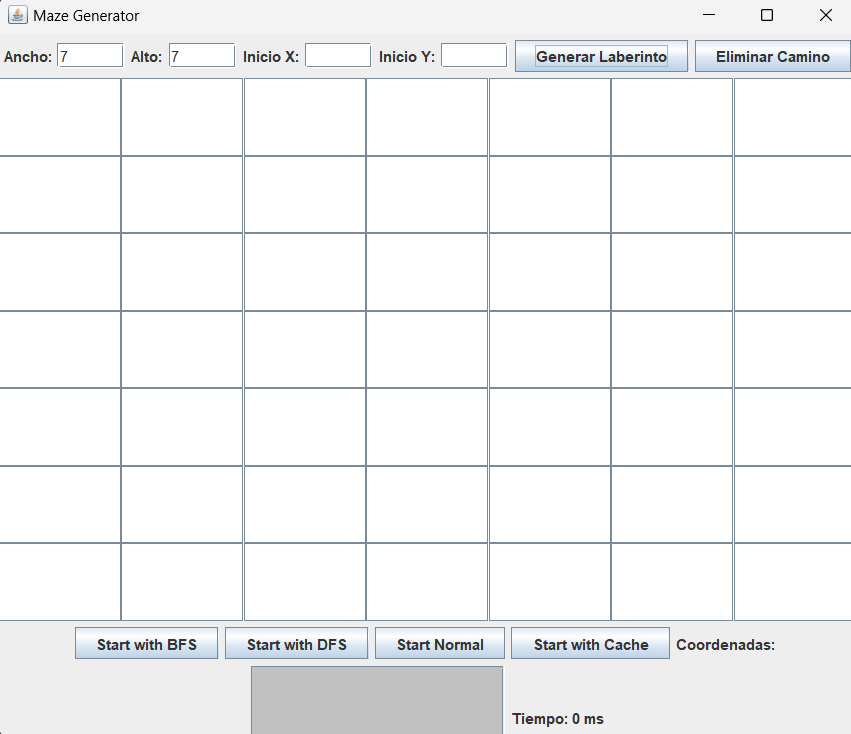 Maze Generator
Ancho: 7 Alto: 7 Inicio X: Inicio Y: Generar Laberinto Eliminar Camino
Start with BFS Start with DFS Start Normal Start with Cache Coordenadas:
Tiempo: 0 ms